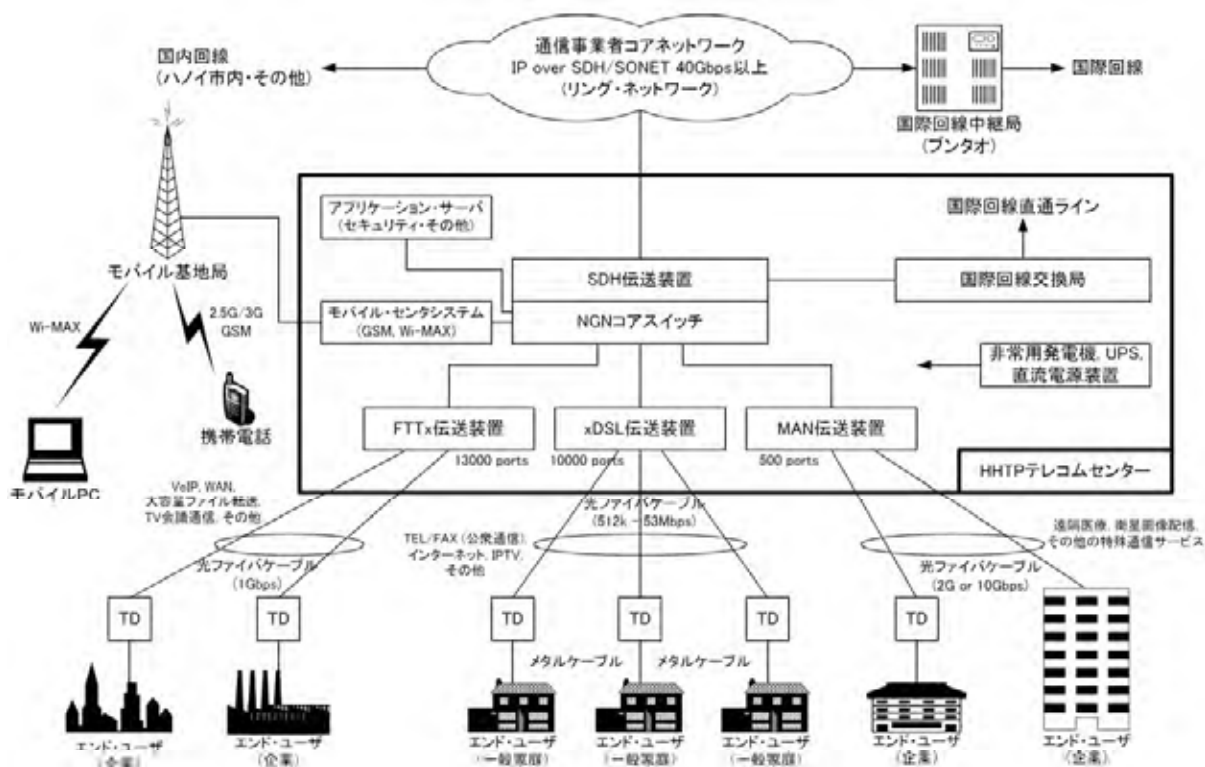 通信事業者コアネットワーク
IP over SDH/SONET 40Gbps以上
(リング・ネットワーク)
国内回線
(ハノイ市内・その他)
国際回線
国際回線中継局
(ブンタオ)
アプリケーション・サーバ
(セキュリティ・その他)
国際回線直通ライン
モバイル基地局
SDH伝送装置
国際回線交換局
モバイル・センタシステム
(GSM, Wi-MAX)
NGNコアスイッチ
Wi-MAX
2.5G/3G
GSM
非常用発電機, UPS,
直流電源装置
携帯電話
FTTx伝送装置
xDSL伝送装置
MAN伝送装置
13000 ports
10000 ports
500 ports
HHTPテレコムセンター
モバイルPC
VoIP, WAN,
大容量ファイル転送,
TV会議通信, その他
光ファイバケーブル
(512k - 53Mbps)
TEL/FAX (公衆通信),
インターネット, IPTV,
その他
遠隔医療, 衛星画像配信,
その他の特殊通信サービス
光ファイバケーブル
(1Gbps)
光ファイバケーブル
(2G or 10Gbps)
TD
TD
TD
TD
TD
TD
メタルケーブル
メタルケーブル
エンド・ユーザ
(企業)
エンド・ユーザ
(企業)
エンド・ユーザ
(一般家庭)
エンド・ユーザ
(一般家庭)
エンド・ユーザ
(一般家庭)
エンド・ユーザ
(企業)
エンド・ユーザ
(企業)